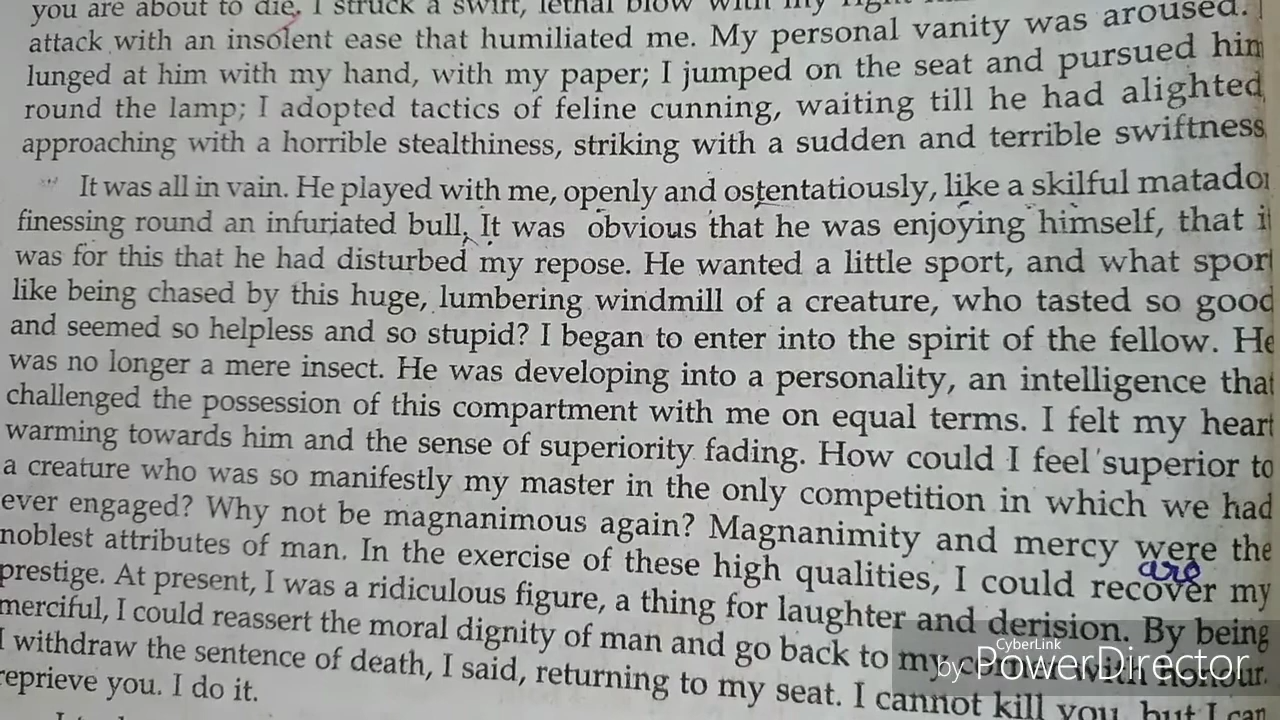 you are about to die. I struck a swift, lethal blow with my right
attack with an insolent ease that humiliated me. My personal vanity was aroused. I
lunged at him with my hand, with my paper; I jumped on the seat and pursued him
round the lamp; I adopted tactics of feline cunning, waiting till he had alighted,
approaching with a horrible stealthiness, striking with a sudden and terrible swiftness
It was all in vain. He played with me, openly and ostentatiously, like a skilful matador
finessing round an infuriated bull. It was obvious that he was enjoying himself, that it
was for this that he had disturbed my repose. He wanted a little sport, and what sport
like being chased by this huge, lumbering windmill of a creature, who tasted so good
and seemed so helpless and so stupid? I began to enter into the spirit of the fellow. He
was no longer a mere insect. He was developing into a personality, an intelligence that
challenged the possession of this compartment with me on equal terms. I felt my heart
warming towards him and the sense of superiority fading. How could I feel superior to
a creature who was so manifestly my master in the only competition in which we had
ever engaged? Why not be magnanimous again? Magnanimity and mercy were the
are
noblest attributes of man. In the exercise of these high qualities, I could recover my
prestige. At present, I was a ridiculous figure, a thing for laughter and derision. By being
merciful, I could reassert the moral dignity of man and go back to my corner with honour.
I withdraw the sentence of death, I said, returning to my seat. I cannot kill you, but I can
reprieve you. I do it.
CyberLink
by PowerDirector